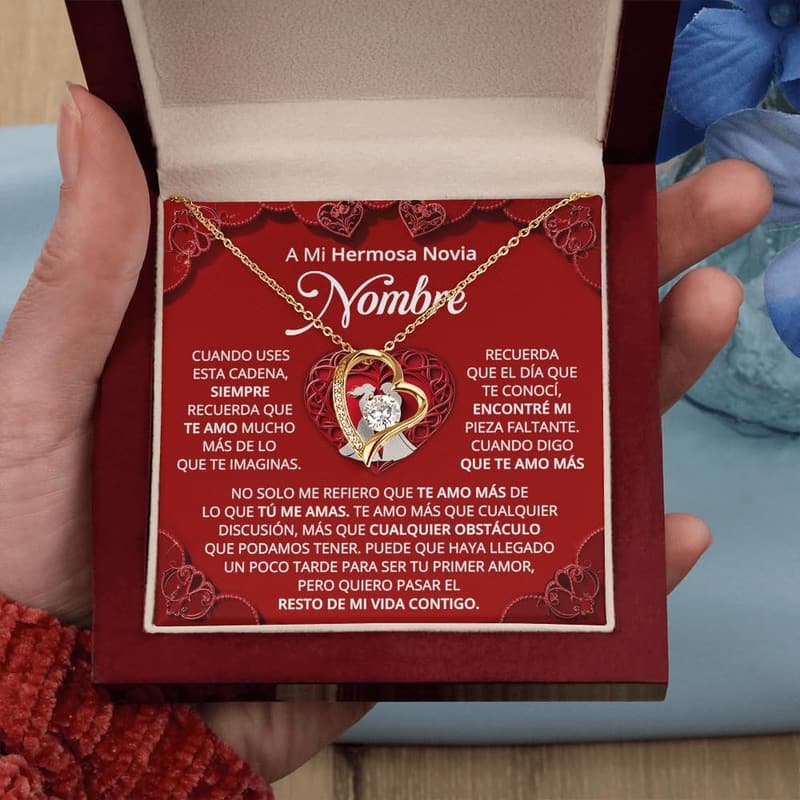 A Mi Hermosa Novia
Nombre
CUANDO USES
ESTA CADENA,
SIEMPRE
RECUERDA QUE
TE AMO MUCHO
MÁS DE LO
QUE TE IMAGINAS.
RECUERDA
QUE EL DÍA QUE
TE CONOCÍ,
ENCONTRÉ MI
PIEZA FALTANTE.
CUANDO DIGO
QUE TE AMO MÁS
NO SOLO ME REFIERO QUE TE AMO MÁS DE
LO QUE TÚ ME AMAS. TE AMO MÁS QUE CUALQUIER
DISCUSIÓN, MÁS QUE CUALQUIER OBSTÁCULO
QUE PODAMOS TENER. PUEDE QUE HAYA LLEGADO
UN POCO TARDE PARA SER TU PRIMER AMOR,
PERO QUIERO PASAR EL
RESTO DE MI VIDA CONTIGO.